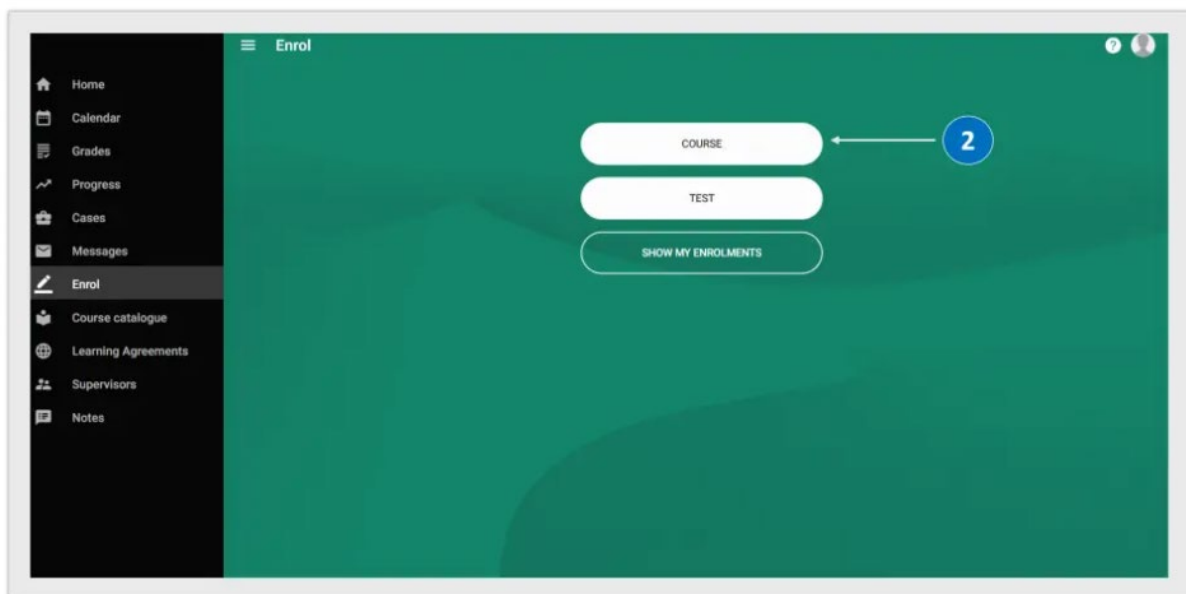 Enrol
Home
Calendar
Grades
Progress
Cases
Messages
Enrol
Course catalogue
Learning Agreements
Supervisors
Notes
COURSE
2
TEST
SHOW MY ENROLMENTS
?